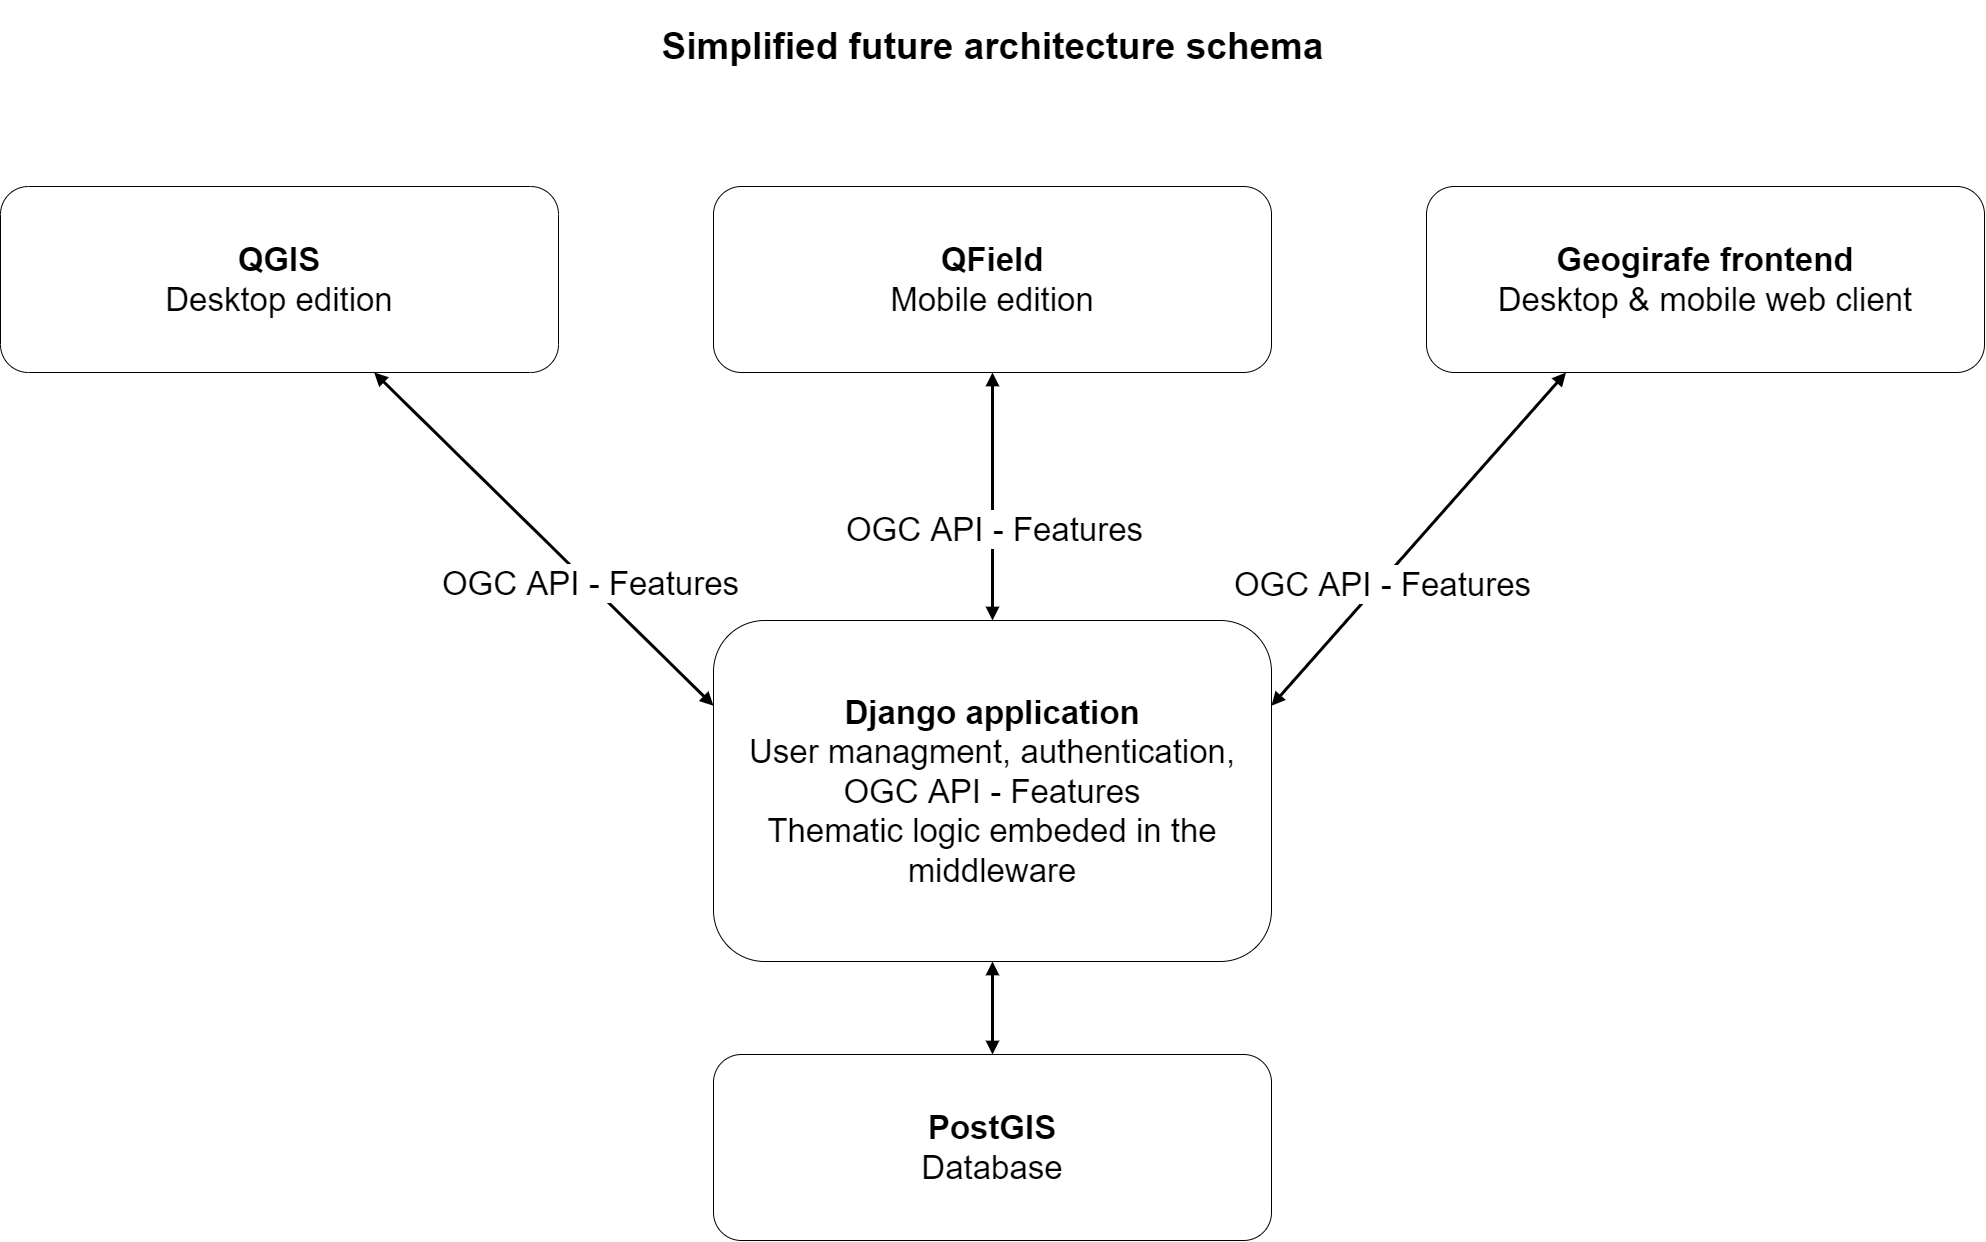 Simplified future architecture schema
QGIS
Desktop edition
QField
Mobile edition
Geogirafe frontend
Desktop & mobile web client
OGC API - Features
OGC API - Features
OGC API - Features
Django application
User managment, authentication,
OGC API - Features
Thematic logic embeded in the
middleware
PostGIS
Database